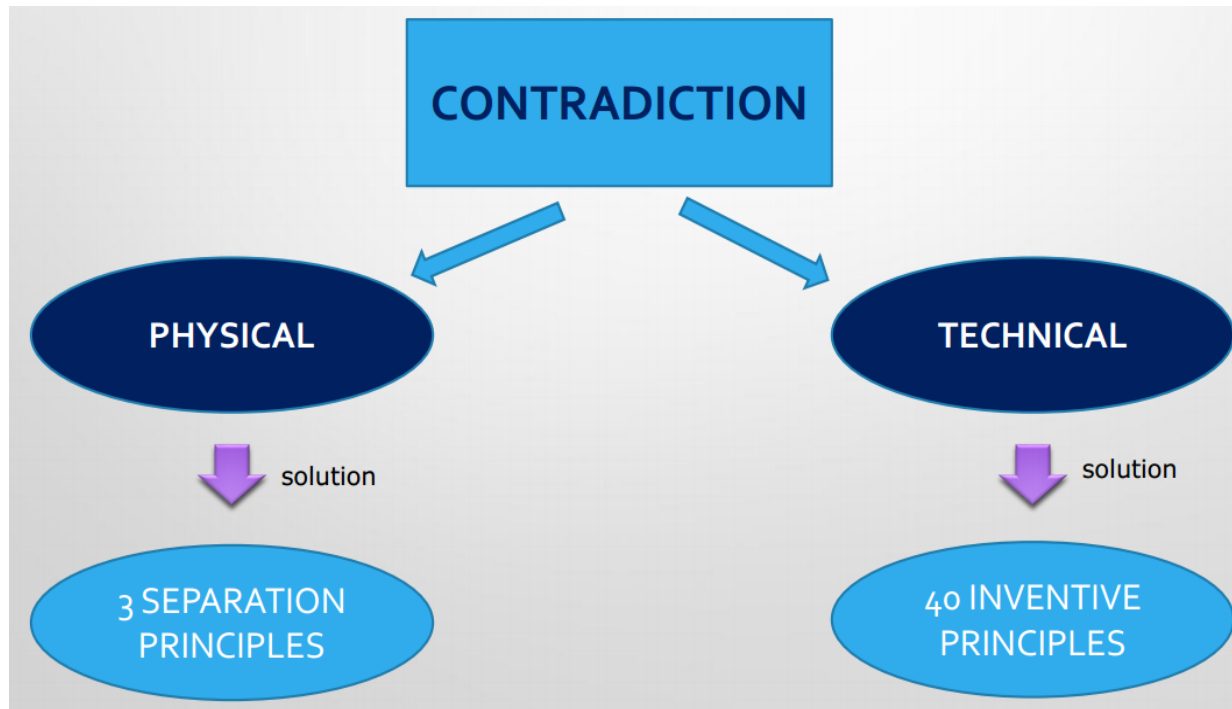 CONTRADICTION
PHYSICAL
TECHNICAL
solution
solution
3 SEPARATION
PRINCIPLES
40 INVENTIVE
PRINCIPLES